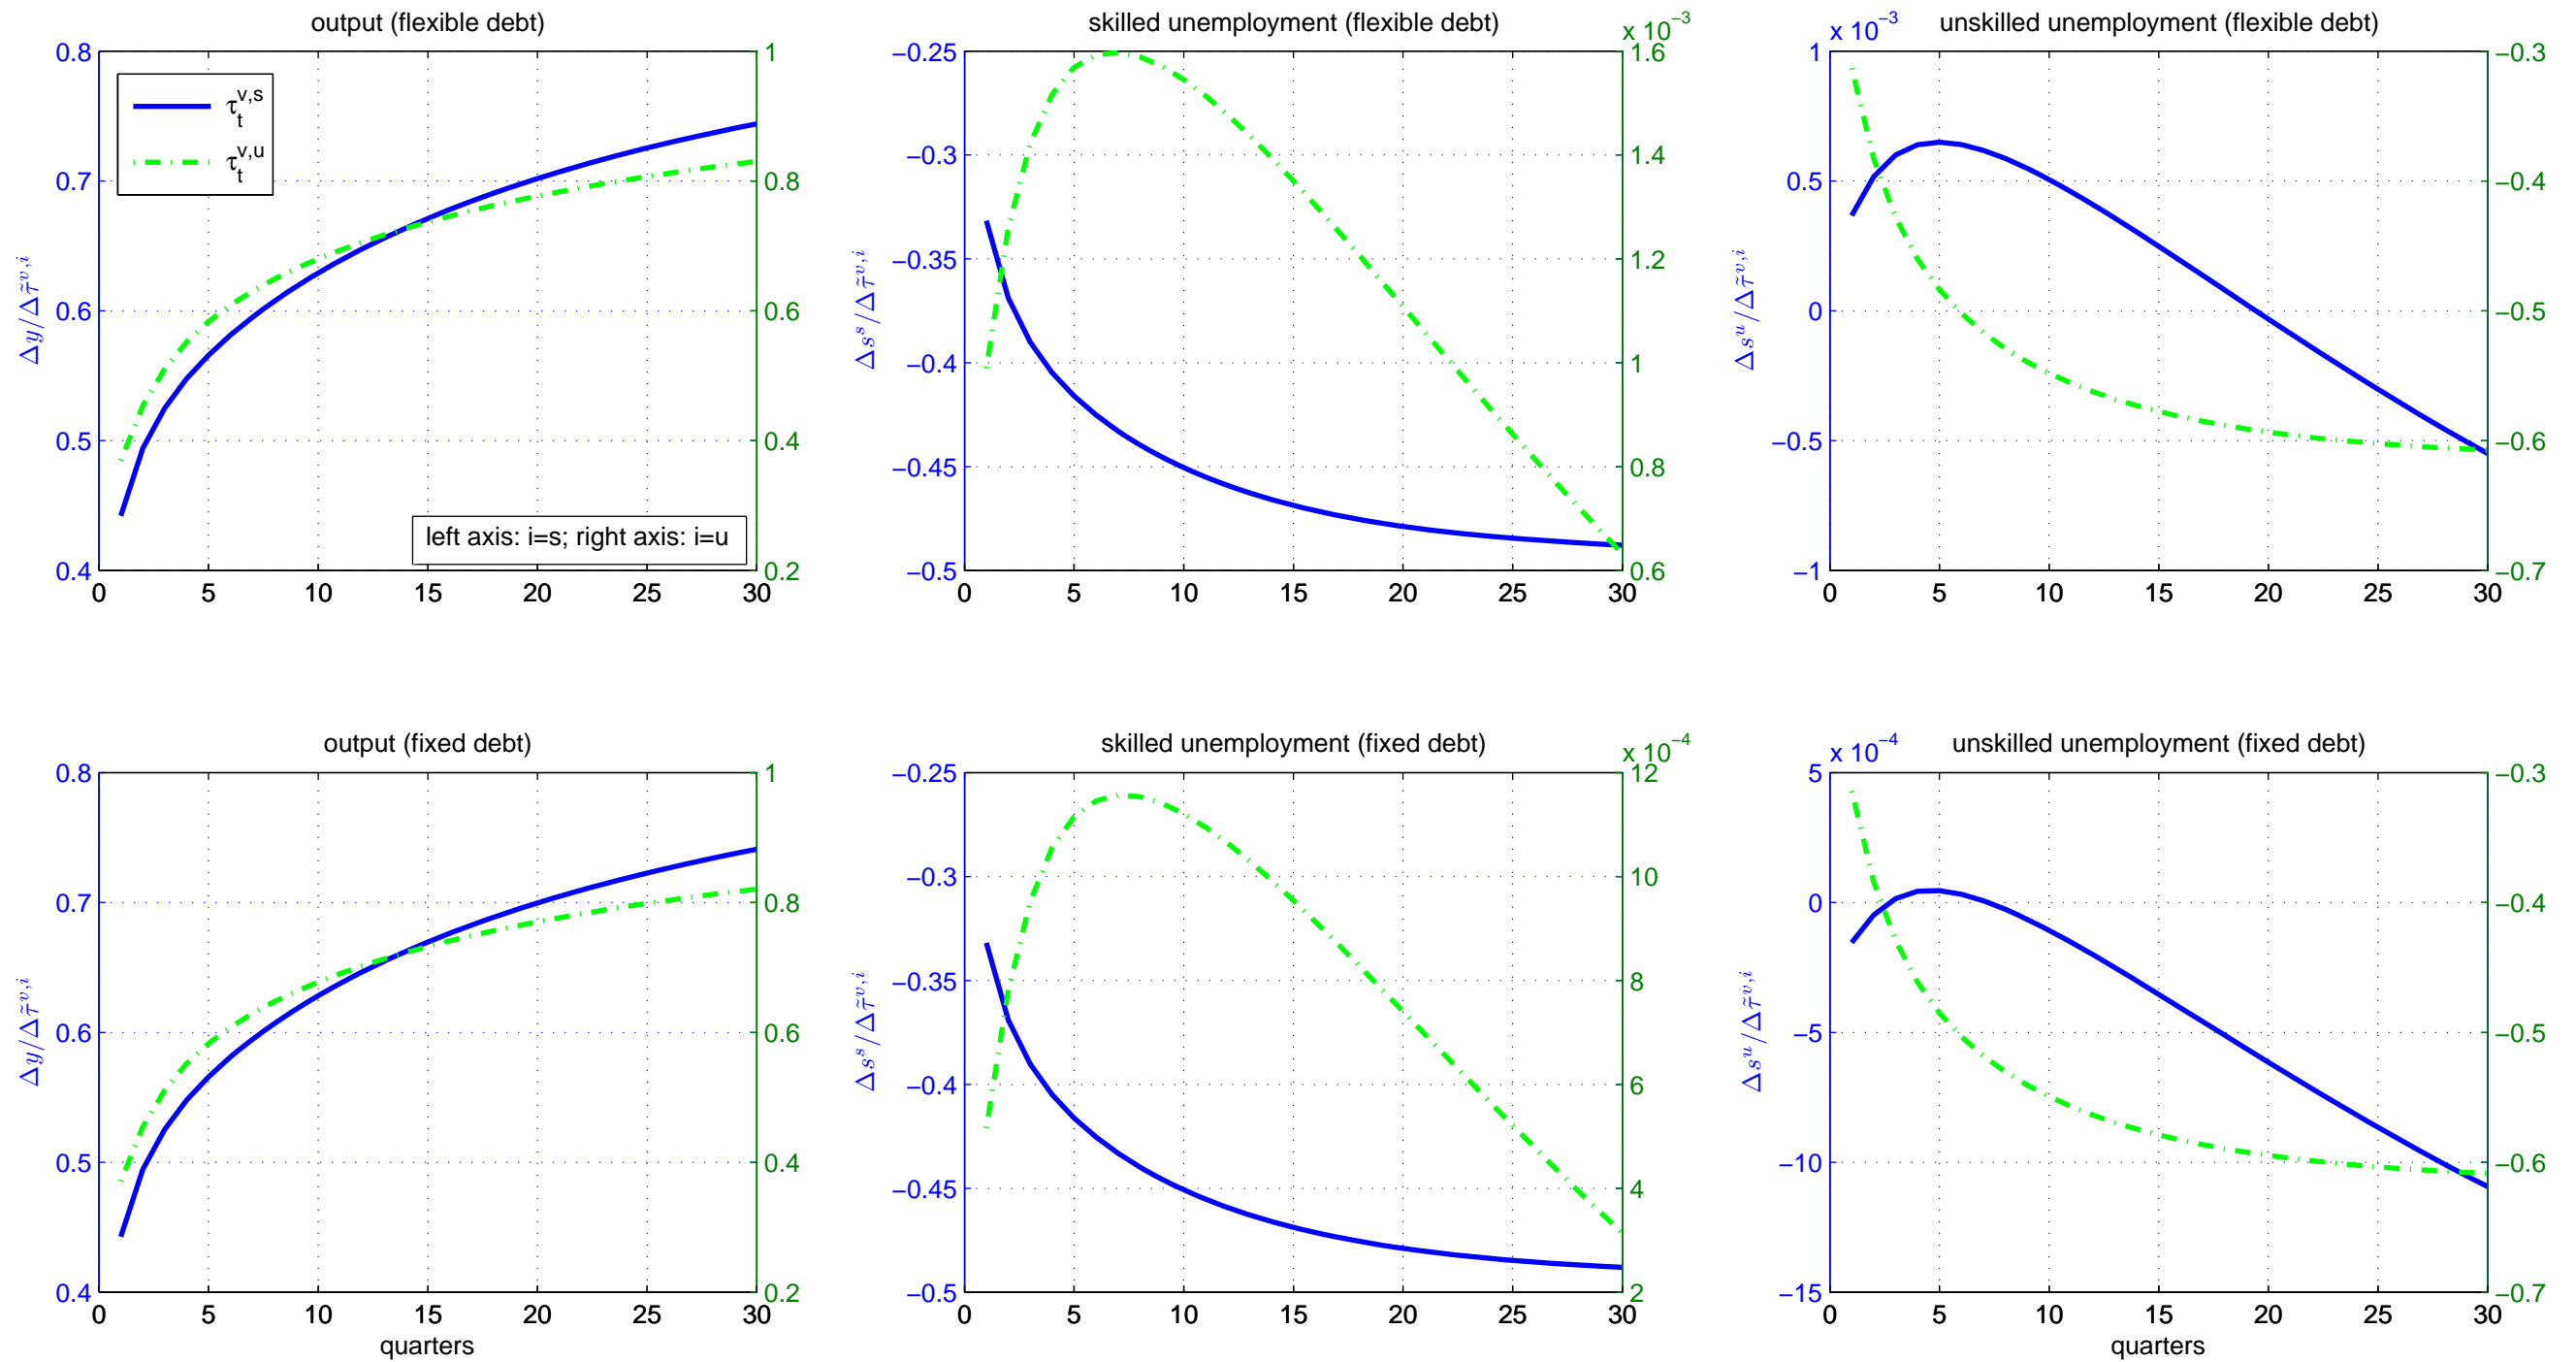 output (flexible debt)
0.8
0.7
0.6
0.5
0.4
1
0.8
0.6
0.4
0.2
0 5 10 15 20 25 30
Δy/Δτ̃^{v,i}
τ_t^{v,s}
τ_t^{v,u}
left axis: i=s; right axis: i=u
skilled unemployment (flexible debt)
x 10^{−3}
−0.25
−0.3
−0.35
−0.4
−0.45
−0.5
1.6
1.4
1.2
1
0.8
0.6
0 5 10 15 20 25 30
Δs^s/Δτ̃^{v,i}
unskilled unemployment (flexible debt)
x 10^{−3}
1
0.5
0
−0.5
−1
−0.3
−0.4
−0.5
−0.6
−0.7
0 5 10 15 20 25 30
Δs^u/Δτ̃^{v,i}
output (fixed debt)
0.8
0.7
0.6
0.5
0.4
1
0.8
0.6
0.4
0.2
0 5 10 15 20 25 30
Δy/Δτ̃^{v,i}
quarters
skilled unemployment (fixed debt)
x 10^{−4}
−0.25
−0.3
−0.35
−0.4
−0.45
−0.5
12
10
8
6
4
2
0 5 10 15 20 25 30
Δs^s/Δτ̃^{v,i}
unskilled unemployment (fixed debt)
x 10^{−4}
5
0
−5
−10
−15
−0.3
−0.4
−0.5
−0.6
−0.7
0 5 10 15 20 25 30
Δs^u/Δτ̃^{v,i}
quarters